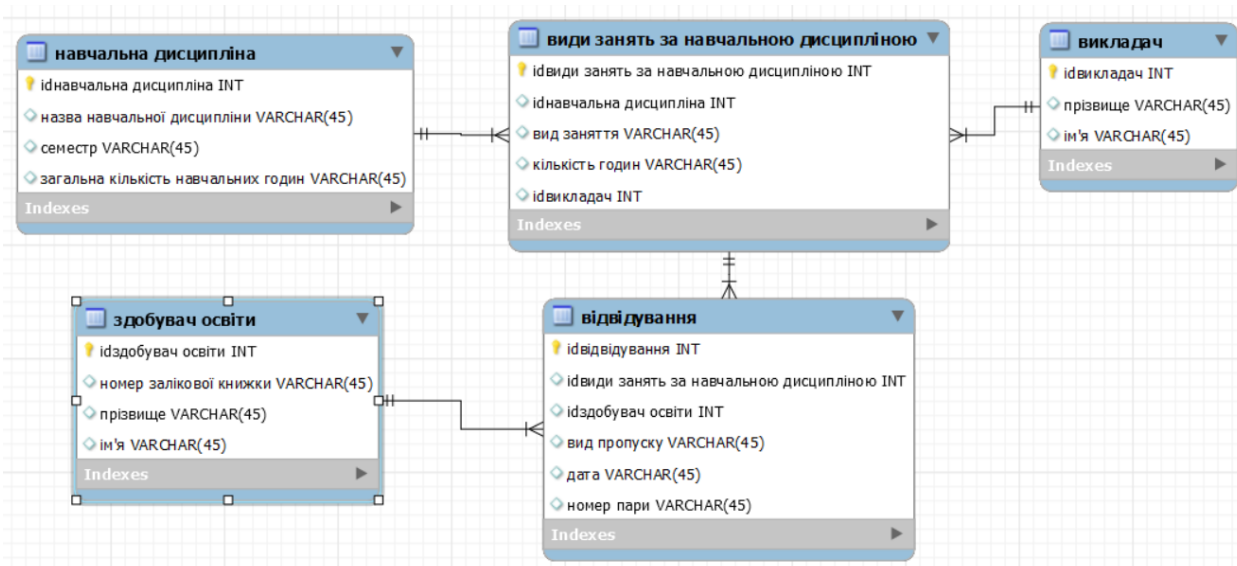 навчальна дисципліна
idнавчальна дисципліна INT
назва навчальної дисципліни VARCHAR(45)
семестр VARCHAR(45)
загальна кількість навчальних годин VARCHAR(45)
Indexes
види занять за навчальною дисципліною
idвиди занять за навчальною дисципліною INT
idнавчальна дисципліна INT
вид заняття VARCHAR(45)
кількість годин VARCHAR(45)
idвикладач INT
Indexes
викладач
idвикладач INT
прізвище VARCHAR(45)
ім'я VARCHAR(45)
Indexes
здобувач освіти
idздобувач освіти INT
номер залікової книжки VARCHAR(45)
прізвище VARCHAR(45)
ім'я VARCHAR(45)
Indexes
відвідування
idвідвідування INT
idвиди занять за навчальною дисципліною INT
idздобувач освіти INT
вид пропуску VARCHAR(45)
дата VARCHAR(45)
номер пари VARCHAR(45)
Indexes